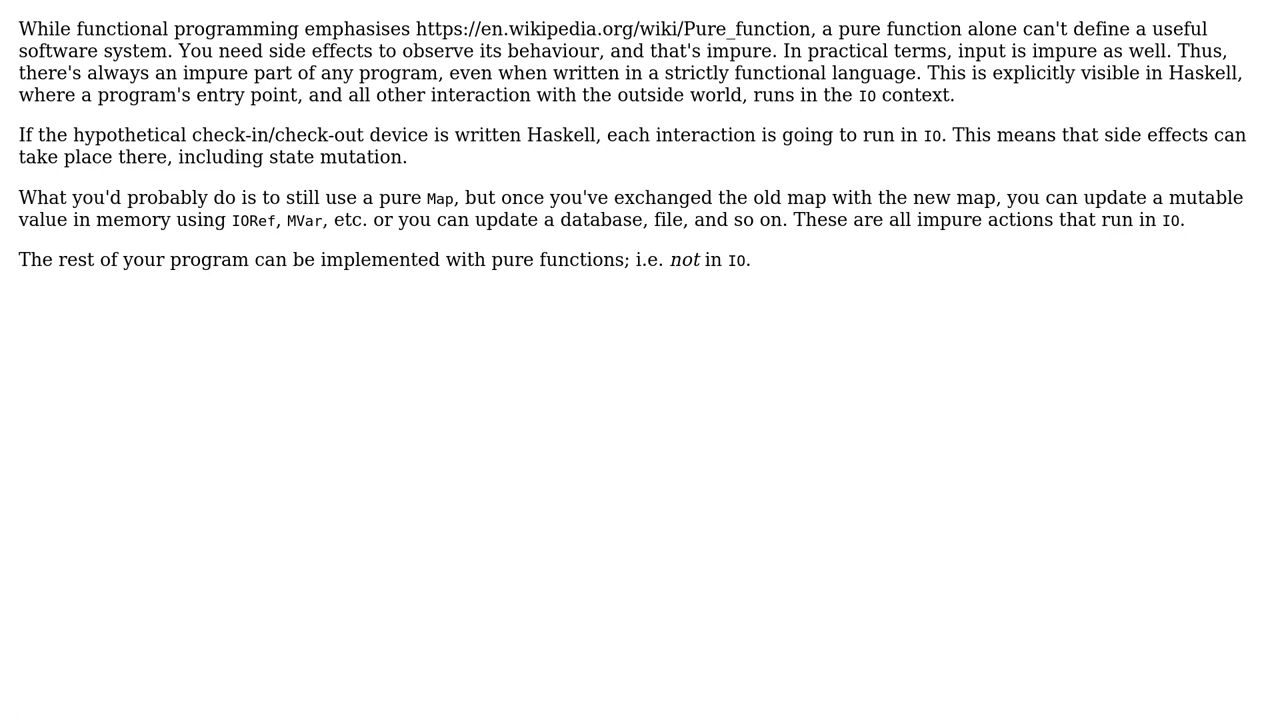 While functional programming emphasises https://en.wikipedia.org/wiki/Pure_function, a pure function alone can't define a useful
software system. You need side effects to observe its behaviour, and that's impure. In practical terms, input is impure as well. Thus,
there's always an impure part of any program, even when written in a strictly functional language. This is explicitly visible in Haskell,
where a program's entry point, and all other interaction with the outside world, runs in the IO context.
If the hypothetical check-in/check-out device is written Haskell, each interaction is going to run in IO. This means that side effects can
take place there, including state mutation.
What you'd probably do is to still use a pure Map, but once you've exchanged the old map with the new map, you can update a mutable
value in memory using IORef, MVar, etc. or you can update a database, file, and so on. These are all impure actions that run in IO.
The rest of your program can be implemented with pure functions; i.e. not in IO.